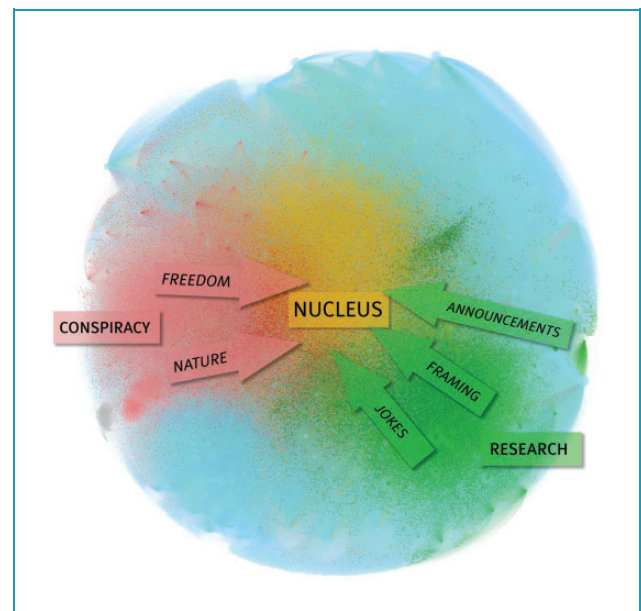 FREEDOM
NUCLEUS
ANNOUNCEMENTS
CONSPIRACY
NATURE
FRAMING
JOKES
RESEARCH